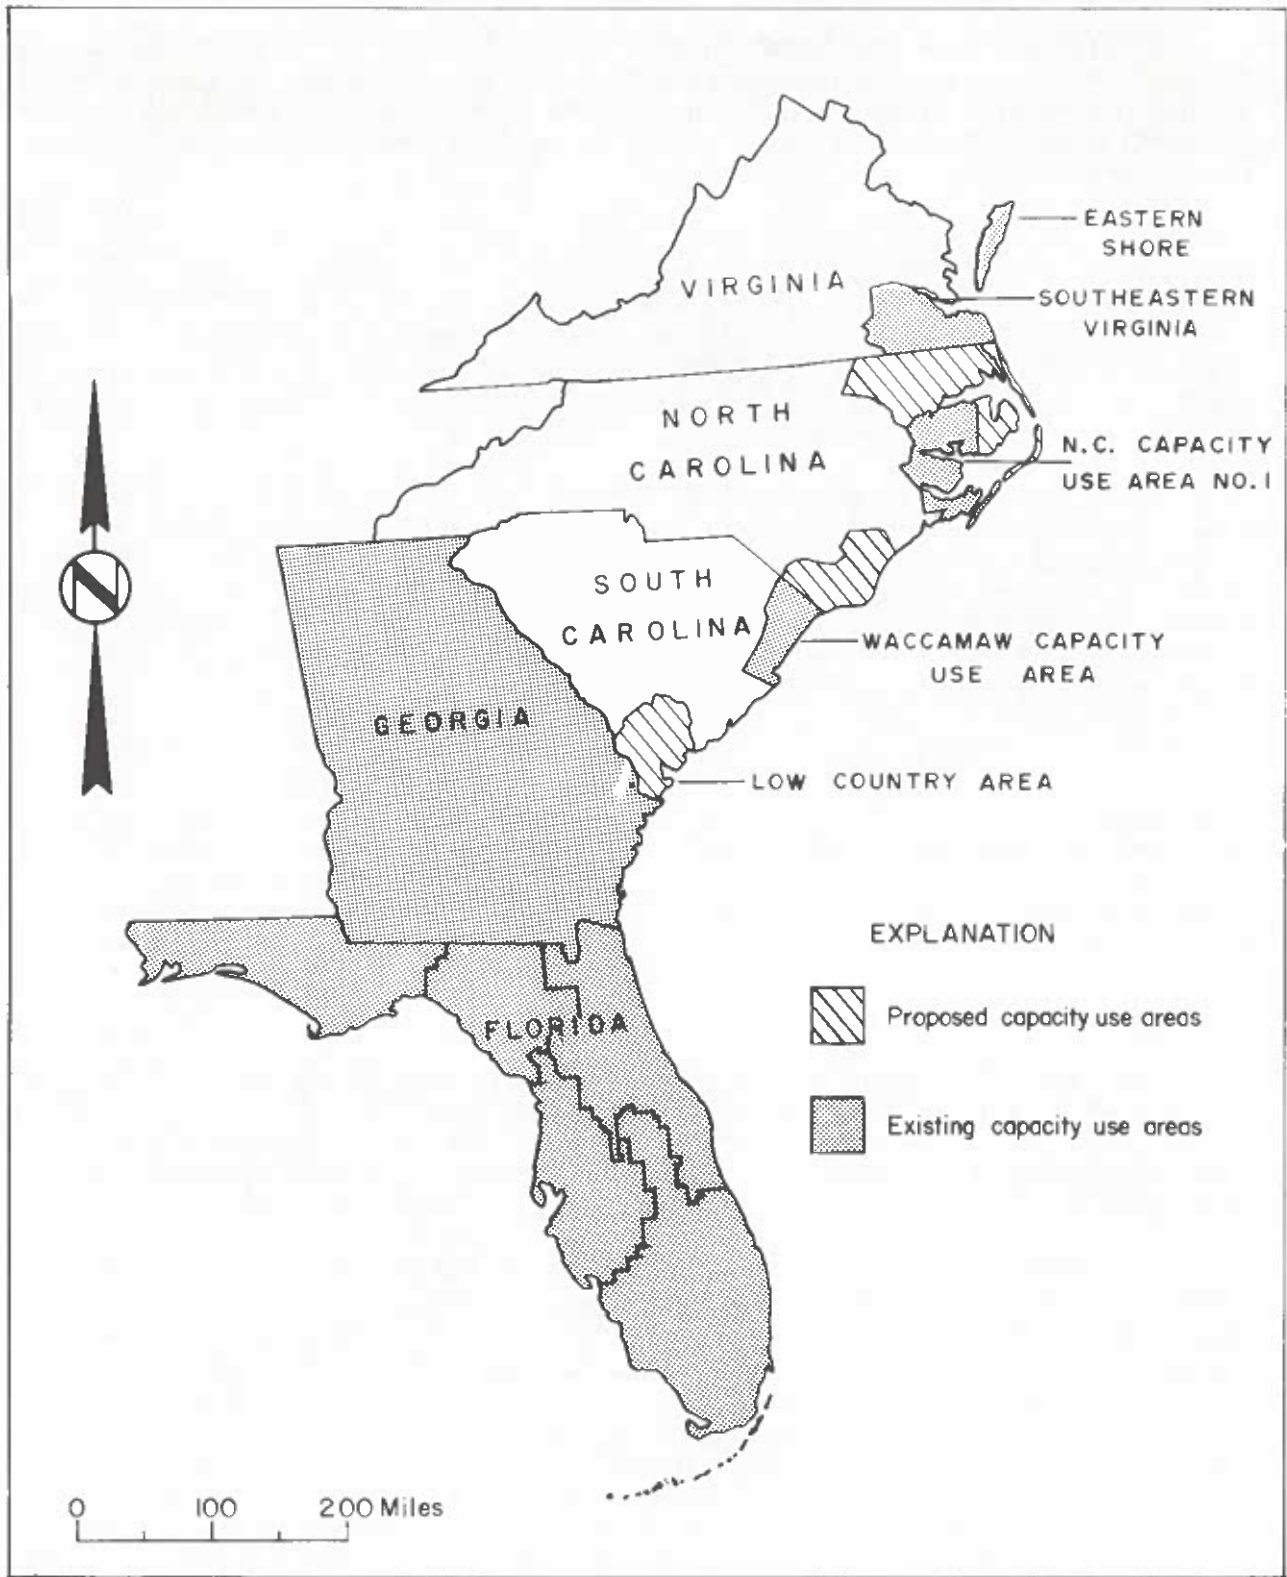 EASTERN
SHORE
VIRGINIA
SOUTHEASTERN
VIRGINIA
NORTH
CAROLINA
N.C. CAPACITY
USE AREA NO. 1
N
SOUTH
CAROLINA
WACCAMAW CAPACITY
USE AREA
GEORGIA
LOW COUNTRY AREA
EXPLANATION
Proposed capacity use areas
FLORIDA
Existing capacity use areas
0 100 200 Miles